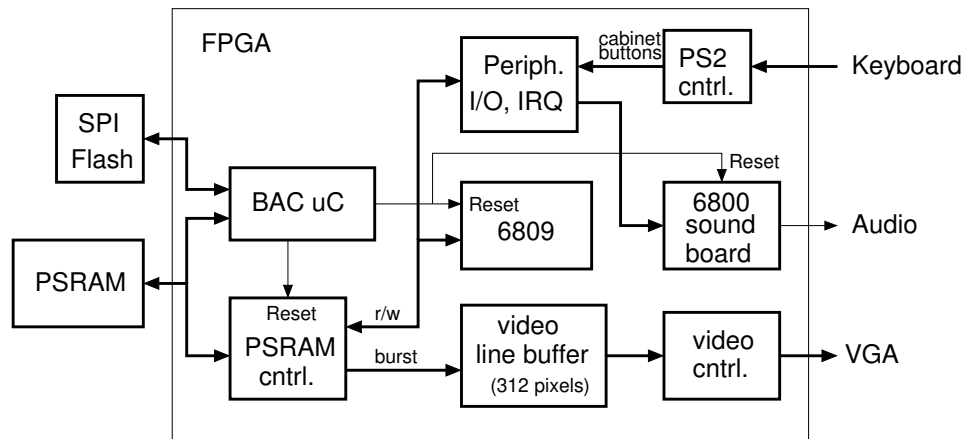 FPGA
cabinet
buttons
Periph.
I/O, IRQ
PS2
cntrl.
Keyboard
SPI
Flash
BAC uC
Reset
6809
Reset
6800
sound
board
Audio
PSRAM
Reset
PSRAM
cntrl.
r/w
burst
video
line buffer
(312 pixels)
video
cntrl.
VGA